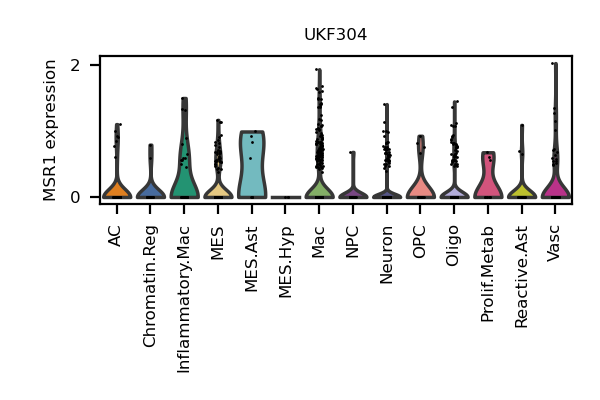 UKF304
MSR1 expression
2
0
AC
Chromatin.Reg
Inflammatory.Mac
MES
MES.Ast
MES.Hyp
Mac
NPC
Neuron
OPC
Oligo
Prolif.Metab
Reactive.Ast
Vasc